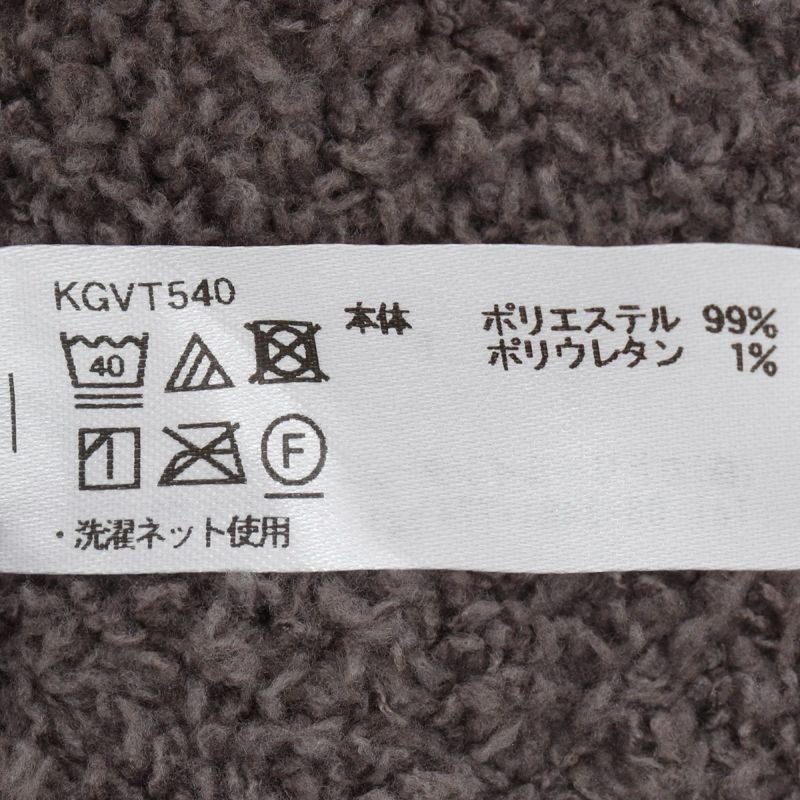 KGVT540
40
F
・洗濯ネット使用
本体 ポリエステル 99%
ポリウレタン 1%